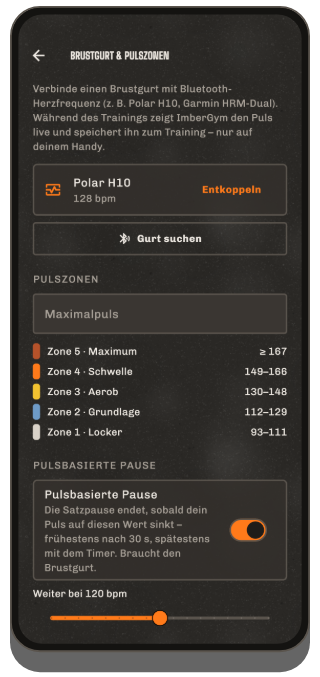 BRUSTGURT & PULSZONEN
Verbinde einen Brustgurt mit Bluetooth-
Herzfrequenz (z. B. Polar H10, Garmin HRM-Dual).
Während des Trainings zeigt ImberGym den Puls
live und speichert ihn zum Training – nur auf
deinem Handy.
Polar H10
128 bpm
Entkoppeln
Gurt suchen
PULSZONEN
Maximalpuls
Zone 5 · Maximum ≥ 167
Zone 4 · Schwelle 149–166
Zone 3 · Aerob 130–148
Zone 2 · Grundlage 112–129
Zone 1 · Locker 93–111
PULSBASIERTE PAUSE
Pulsbasierte Pause
Die Satzpause endet, sobald dein
Puls auf diesen Wert sinkt –
frühestens nach 30 s, spätestens
mit dem Timer. Braucht den
Brustgurt.
Weiter bei 120 bpm